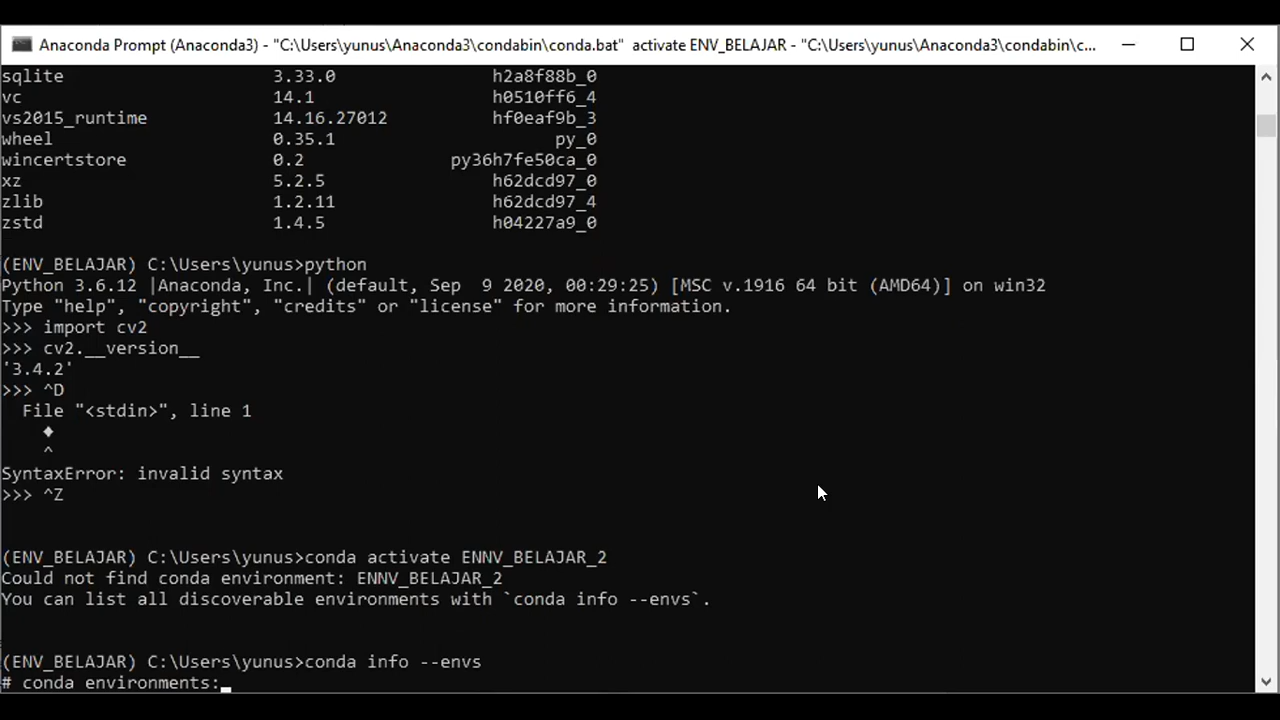 Anaconda Prompt (Anaconda3) - "C:\Users\yunus\Anaconda3\condabin\conda.bat"  activate ENV_BELAJAR - "C:\Users\yunus\Anaconda3\condabin\c...
sqlite                    3.33.0               h2a8f88b_0
vc                        14.1                 h0510ff6_4
vs2015_runtime            14.16.27012          hf0eaf9b_3
wheel                     0.35.1                     py_0
wincertstore              0.2              py36h7fe50ca_0
xz                        5.2.5                h62dcd97_0
zlib                      1.2.11               h62dcd97_4
zstd                      1.4.5                h04227a9_0
(ENV_BELAJAR) C:\Users\yunus>python
Python 3.6.12 |Anaconda, Inc.| (default, Sep  9 2020, 00:29:25) [MSC v.1916 64 bit (AMD64)] on win32
Type "help", "copyright", "credits" or "license" for more information.
>>> import cv2
>>> cv2.__version__
'3.4.2'
>>> ^D
  File "<stdin>", line 1
    ♦
    ^
SyntaxError: invalid syntax
>>> ^Z
(ENV_BELAJAR) C:\Users\yunus>conda activate ENNV_BELAJAR_2
Could not find conda environment: ENNV_BELAJAR_2
You can list all discoverable environments with `conda info --envs`.
(ENV_BELAJAR) C:\Users\yunus>conda info --envs
# conda environments: